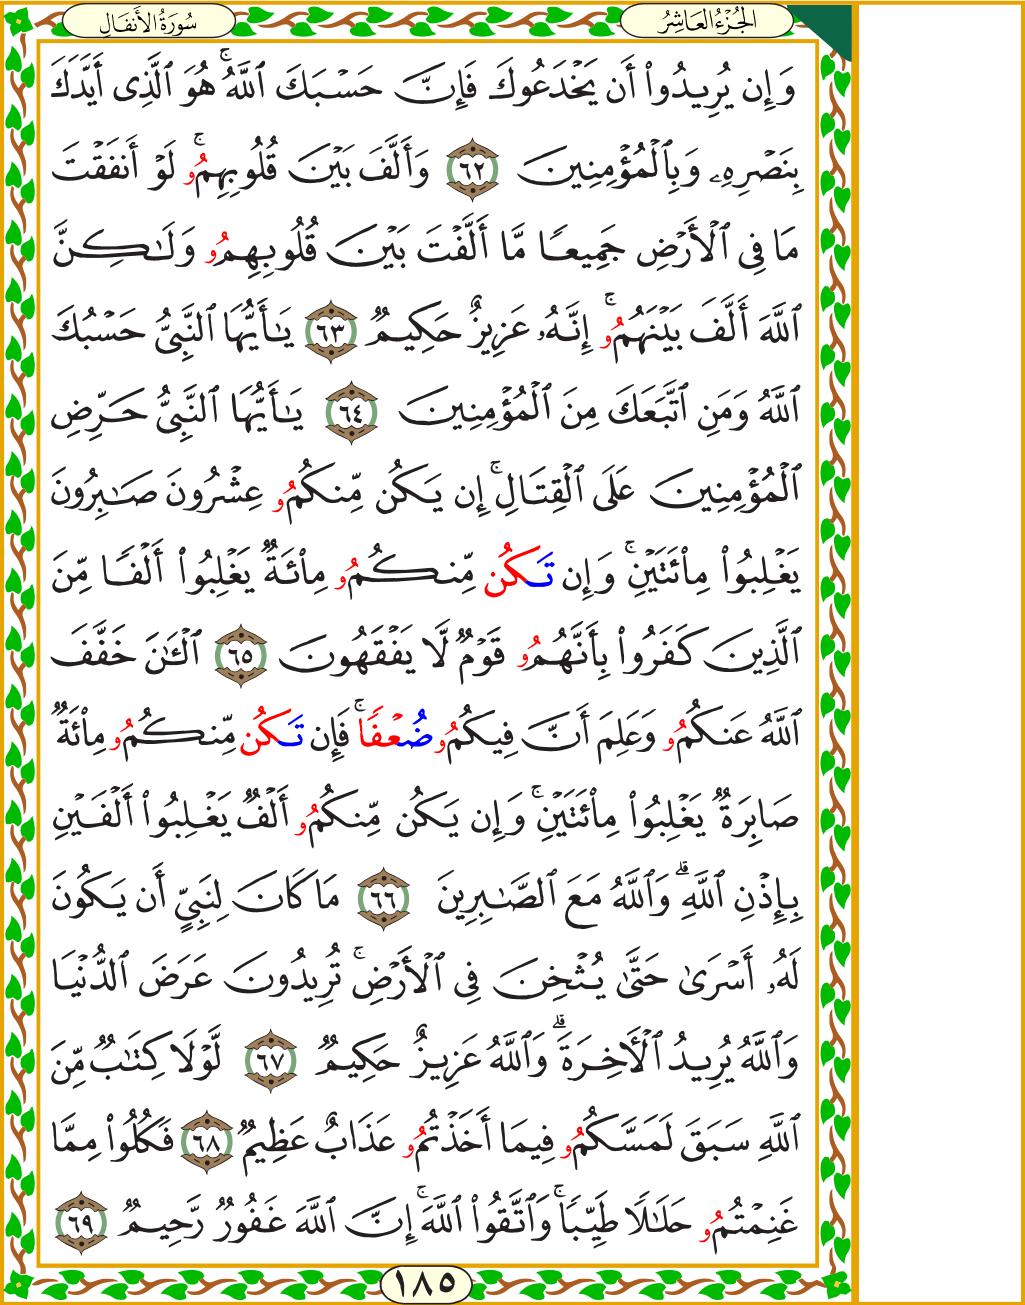 سُورَةُ الأَنفَال
الجُزْءُ العَاشِرُ
وَإِن يُرِيدُوٓاْ أَن يَخْدَعُوكَ فَإِنَّ حَسْبَكَ ٱللَّهُۚ هُوَ ٱلَّذِى أَيَّدَكَ
بِنَصْرِهِۦ وَبِٱلْمُؤْمِنِينَ ٦٢ وَأَلَّفَ بَيْنَ قُلُوبِهِمُۥۚ لَوْ أَنفَقْتَ
مَا فِى ٱلْأَرْضِ جَمِيعًا مَّا أَلَّفْتَ بَيْنَ قُلُوبِهِمُۥ وَلَٰكِنَّ
ٱللَّهَ أَلَّفَ بَيْنَهُمُۥۚ إِنَّهُۥ عَزِيزٌ حَكِيمٌ ٦٣ يَٰأَيُّهَا ٱلنَّبِىُّ حَسْبُكَ
ٱللَّهُ وَمَنِ ٱتَّبَعَكَ مِنَ ٱلْمُؤْمِنِينَ ٦٤ يَٰأَيُّهَا ٱلنَّبِىُّ حَرِّضِ
ٱلْمُؤْمِنِينَ عَلَى ٱلْقِتَالِۚ إِن يَكُن مِّنكُمُۥ عِشْرُونَ صَٰبِرُونَ
يَغْلِبُواْ مِاْئَتَيْنِۚ وَإِن تَكُن مِّنكُمُۥ مِاْئَةٌ يَغْلِبُواْ أَلْفًا مِّنَ
ٱلَّذِينَ كَفَرُواْ بِأَنَّهُمُۥ قَوْمٌ لَّا يَفْقَهُونَ ٦٥ ٱلْـَٰٔنَ خَفَّفَ
ٱللَّهُ عَنكُمُۥ وَعَلِمَ أَنَّ فِيكُمُۥ ضُعْفًاۚ فَإِن تَكُن مِّنكُمُۥ مِاْئَةٌ
صَابِرَةٌ يَغْلِبُواْ مِاْئَتَيْنِۚ وَإِن يَكُن مِّنكُمُۥ أَلْفٌ يَغْلِبُواْ أَلْفَيْنِ
بِإِذْنِ ٱللَّهِۗ وَٱللَّهُ مَعَ ٱلصَّٰبِرِينَ ٦٦ مَا كَانَ لِنَبِيٍّ أَن يَكُونَ
لَهُۥ أَسْرَىٰ حَتَّىٰ يُثْخِنَ فِى ٱلْأَرْضِۚ تُرِيدُونَ عَرَضَ ٱلدُّنْيَا
وَٱللَّهُ يُرِيدُ ٱلْأَخِرَةَۗ وَٱللَّهُ عَزِيزٌ حَكِيمٌ ٦٧ لَّوْلَا كِتَٰبٌ مِّنَ
ٱللَّهِ سَبَقَ لَمَسَّكُمُۥ فِيمَا أَخَذْتُمُۥ عَذَابٌ عَظِيمٌ ٦٨ فَكُلُواْ مِمَّا
غَنِمْتُمُۥ حَلَٰلًا طَيِّبًاۚ وَٱتَّقُواْ ٱللَّهَۚ إِنَّ ٱللَّهَ غَفُورٌ رَّحِيمٌ ٦٩
١٨٥